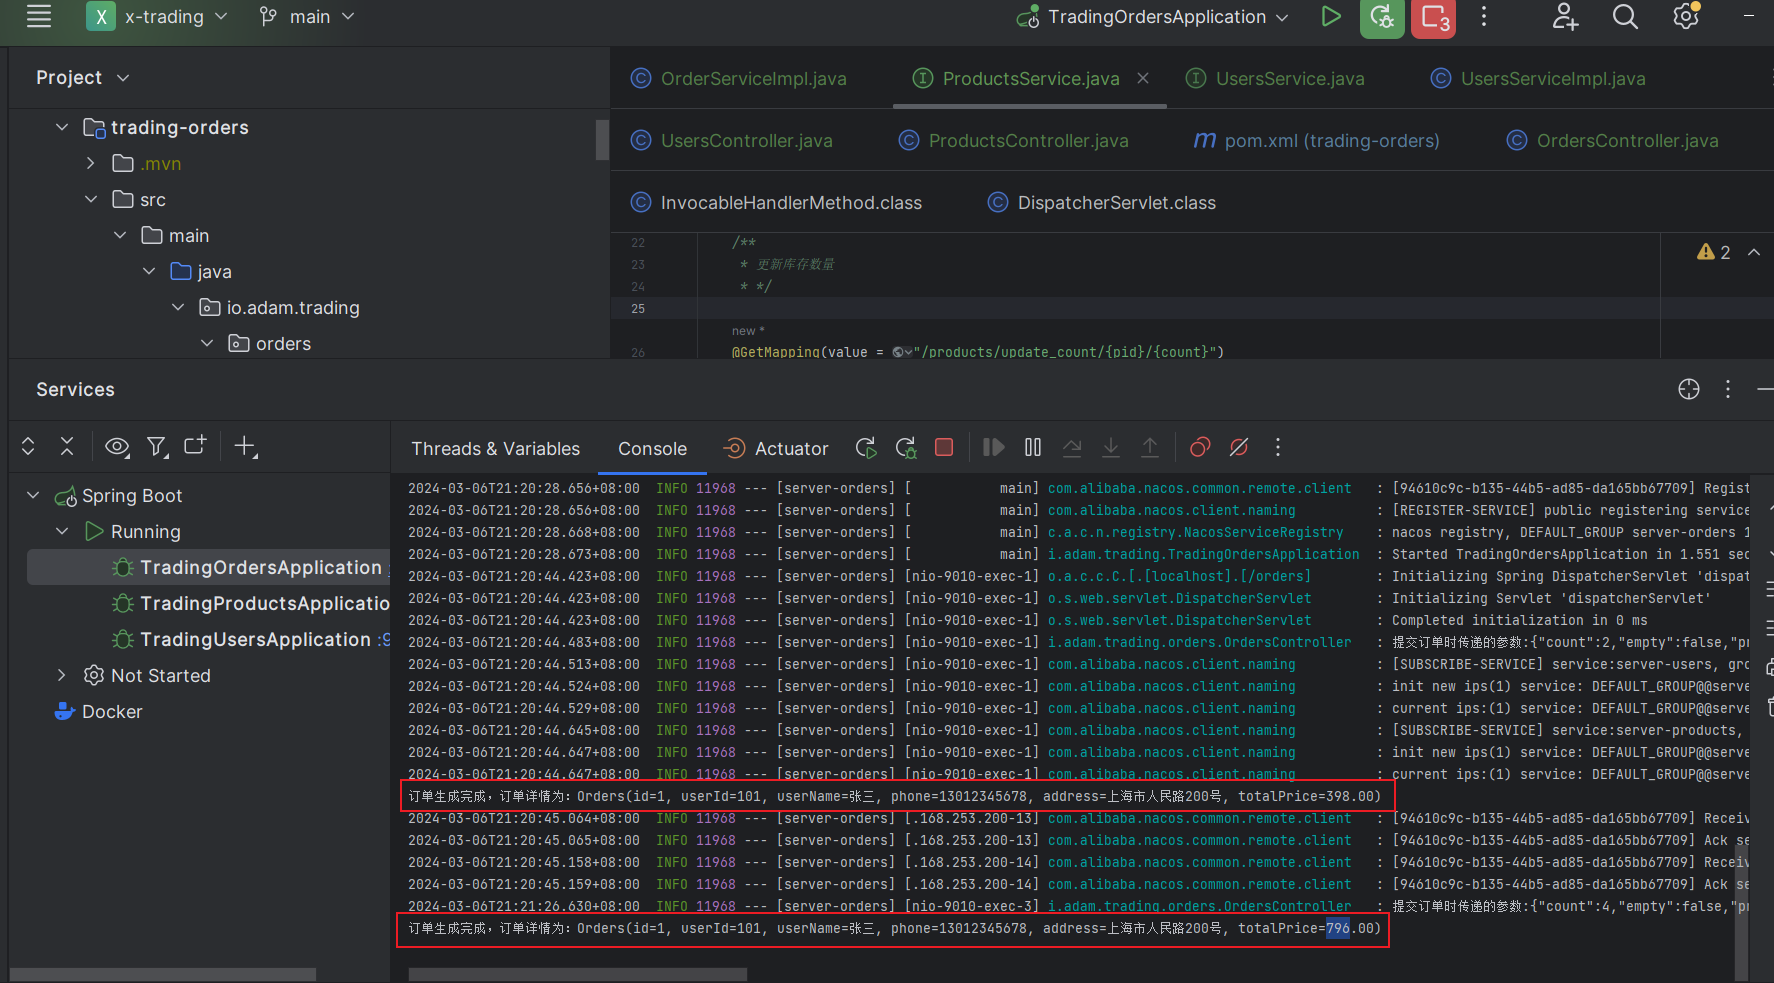 X x-trading main TradingOrdersApplication 3
Project
OrderServiceImpl.java ProductsService.java UsersService.java UsersServiceImpl.java
UsersController.java ProductsController.java pom.xml (trading-orders) OrdersController.java
InvocableHandlerMethod.class DispatcherServlet.class
trading-orders
.mvn
src
main
java
io.adam.trading
orders
22 /**
23 * 更新库存数量
24 * */
25
new *
26 @GetMapping(value = "/products/update_count/{pid}/{count}")
2
Services
Threads & Variables Console Actuator
Spring Boot
Running
TradingOrdersApplication
TradingProductsApplicatio
TradingUsersApplication :9
Not Started
Docker
2024-03-06T21:20:28.656+08:00 INFO 11968 --- [server-orders] [ main] com.alibaba.nacos.common.remote.client : [94610c9c-b135-44b5-ad85-da165bb67709] Regist
2024-03-06T21:20:28.656+08:00 INFO 11968 --- [server-orders] [ main] com.alibaba.nacos.client.naming : [REGISTER-SERVICE] public registering service
2024-03-06T21:20:28.668+08:00 INFO 11968 --- [server-orders] [ main] c.a.c.n.registry.NacosServiceRegistry : nacos registry, DEFAULT_GROUP server-orders 1
2024-03-06T21:20:28.673+08:00 INFO 11968 --- [server-orders] [ main] i.adam.trading.TradingOrdersApplication : Started TradingOrdersApplication in 1.551 sec
2024-03-06T21:20:44.423+08:00 INFO 11968 --- [server-orders] [nio-9010-exec-1] o.a.c.c.C.[.[localhost].[/orders] : Initializing Spring DispatcherServlet 'dispat
2024-03-06T21:20:44.423+08:00 INFO 11968 --- [server-orders] [nio-9010-exec-1] o.s.web.servlet.DispatcherServlet : Initializing Servlet 'dispatcherServlet'
2024-03-06T21:20:44.423+08:00 INFO 11968 --- [server-orders] [nio-9010-exec-1] o.s.web.servlet.DispatcherServlet : Completed initialization in 0 ms
2024-03-06T21:20:44.483+08:00 INFO 11968 --- [server-orders] [nio-9010-exec-1] i.adam.trading.orders.OrdersController : 提交订单时传递的参数:{"count":2,"empty":false,"pr
2024-03-06T21:20:44.513+08:00 INFO 11968 --- [server-orders] [nio-9010-exec-1] com.alibaba.nacos.client.naming : [SUBSCRIBE-SERVICE] service:server-users, gro
2024-03-06T21:20:44.524+08:00 INFO 11968 --- [server-orders] [nio-9010-exec-1] com.alibaba.nacos.client.naming : init new ips(1) service: DEFAULT_GROUP@@serve
2024-03-06T21:20:44.529+08:00 INFO 11968 --- [server-orders] [nio-9010-exec-1] com.alibaba.nacos.client.naming : current ips:(1) service: DEFAULT_GROUP@@serve
2024-03-06T21:20:44.645+08:00 INFO 11968 --- [server-orders] [nio-9010-exec-1] com.alibaba.nacos.client.naming : [SUBSCRIBE-SERVICE] service:server-products,
2024-03-06T21:20:44.647+08:00 INFO 11968 --- [server-orders] [nio-9010-exec-1] com.alibaba.nacos.client.naming : init new ips(1) service: DEFAULT_GROUP@@serve
2024-03-06T21:20:44.647+08:00 INFO 11968 --- [server-orders] [nio-9010-exec-1] com.alibaba.nacos.client.naming : current ips:(1) service: DEFAULT_GROUP@@serve
订单生成完成，订单详情为：Orders(id=1, userId=101, userName=张三, phone=13012345678, address=上海市人民路200号, totalPrice=398.00)
2024-03-06T21:20:45.064+08:00 INFO 11968 --- [server-orders] [.168.253.200-13] com.alibaba.nacos.common.remote.client : [94610c9c-b135-44b5-ad85-da165bb67709] Receiv
2024-03-06T21:20:45.065+08:00 INFO 11968 --- [server-orders] [.168.253.200-13] com.alibaba.nacos.common.remote.client : [94610c9c-b135-44b5-ad85-da165bb67709] Ack se
2024-03-06T21:20:45.158+08:00 INFO 11968 --- [server-orders] [.168.253.200-14] com.alibaba.nacos.common.remote.client : [94610c9c-b135-44b5-ad85-da165bb67709] Receiv
2024-03-06T21:20:45.159+08:00 INFO 11968 --- [server-orders] [.168.253.200-14] com.alibaba.nacos.common.remote.client : [94610c9c-b135-44b5-ad85-da165bb67709] Ack se
2024-03-06T21:21:26.630+08:00 INFO 11968 --- [server-orders] [nio-9010-exec-3] i.adam.trading.orders.OrdersController : 提交订单时传递的参数:{"count":4,"empty":false,"pr
订单生成完成，订单详情为：Orders(id=1, userId=101, userName=张三, phone=13012345678, address=上海市人民路200号, totalPrice=796.00)